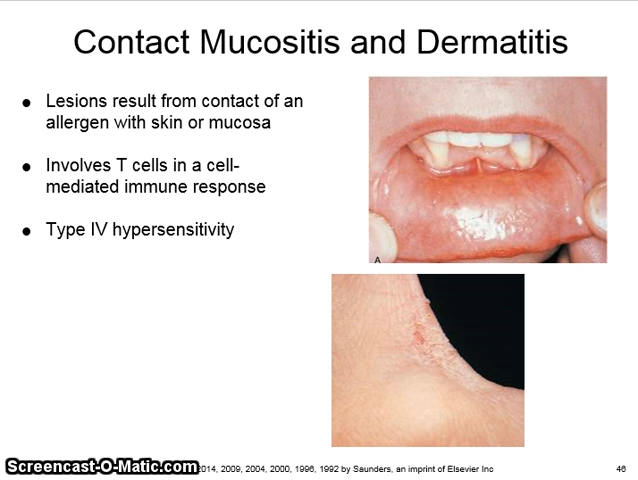 Contact Mucositis and Dermatitis
● Lesions result from contact of an
allergen with skin or mucosa
● Involves T cells in a cell-
mediated immune response
● Type IV hypersensitivity
A
Screencast-O-Matic.com 2014, 2009, 2004, 2000, 1996, 1992 by Saunders, an imprint of Elsevier Inc
46